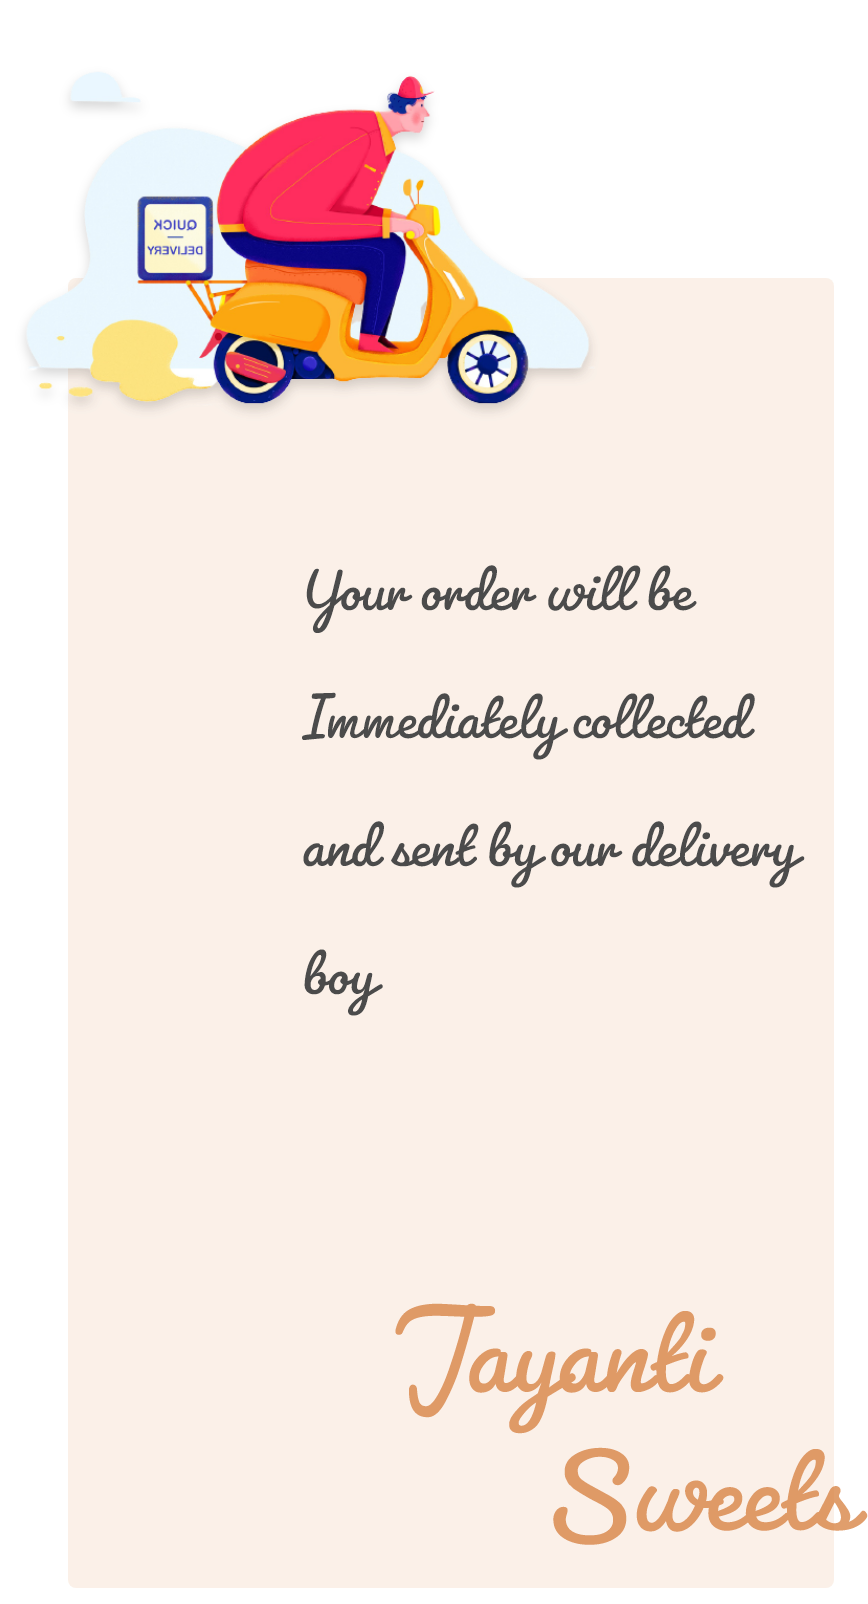 QUICK
DELIVERY
Your order will be
Immediately collected
and sent by our delivery
boy
Jayanti
Sweets